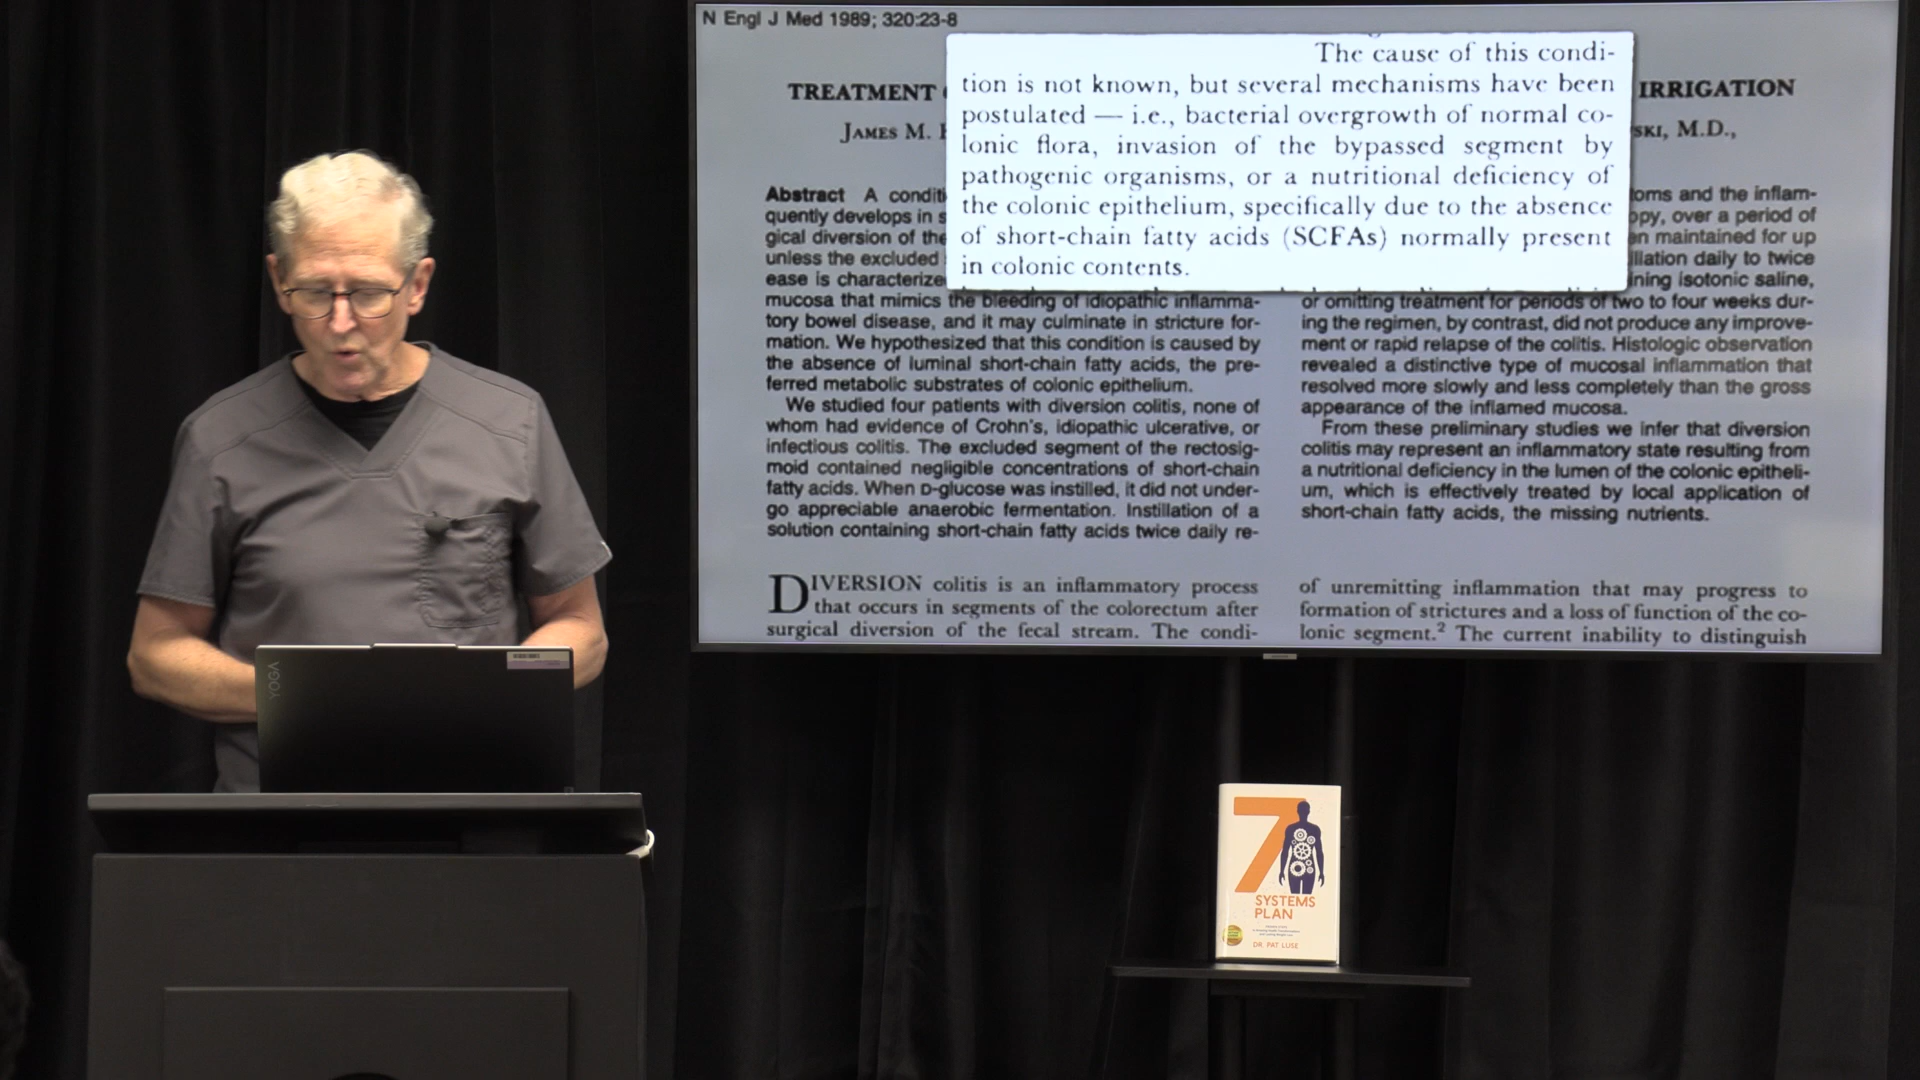 N Engl J Med 1989; 320:23-8
TREATMENT
IRRIGATION
JAMES M.
SKI, M.D.,
The cause of this condi-
tion is not known, but several mechanisms have been
postulated — i.e., bacterial overgrowth of normal co-
lonic flora, invasion of the bypassed segment by
pathogenic organisms, or a nutritional deficiency of
the colonic epithelium, specifically due to the absence
of short-chain fatty acids (SCFAs) normally present
in colonic contents.
Abstract A conditi
quently develops in s
gical diversion of the
unless the excluded
ease is characterize
mucosa that mimics the bleeding of idiopathic inflamma-
tory bowel disease, and it may culminate in stricture for-
mation. We hypothesized that this condition is caused by
the absence of luminal short-chain fatty acids, the pre-
ferred metabolic substrates of colonic epithelium.
We studied four patients with diversion colitis, none of
whom had evidence of Crohn's, idiopathic ulcerative, or
infectious colitis. The excluded segment of the rectosig-
moid contained negligible concentrations of short-chain
fatty acids. When D-glucose was instilled, it did not under-
go appreciable anaerobic fermentation. Instillation of a
solution containing short-chain fatty acids twice daily re-
toms and the inflam-
opy, over a period of
en maintained for up
illation daily to twice
ning isotonic saline,
or omitting treatment for periods of two to four weeks dur-
ing the regimen, by contrast, did not produce any improve-
ment or rapid relapse of the colitis. Histologic observation
revealed a distinctive type of mucosal inflammation that
resolved more slowly and less completely than the gross
appearance of the inflamed mucosa.
From these preliminary studies we infer that diversion
colitis may represent an inflammatory state resulting from
a nutritional deficiency in the lumen of the colonic epitheli-
um, which is effectively treated by local application of
short-chain fatty acids, the missing nutrients.
DIVERSION colitis is an inflammatory process
that occurs in segments of the colorectum after
surgical diversion of the fecal stream. The condi-
of unremitting inflammation that may progress to
formation of strictures and a loss of function of the co-
lonic segment.2 The current inability to distinguish
YOGA
7
SYSTEMS
PLAN
DR. PAT LUSE